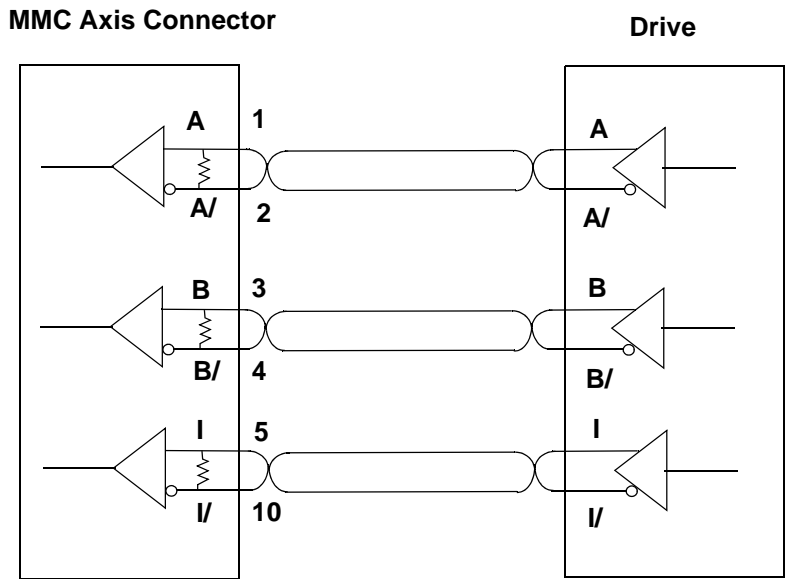 MMC Axis Connector
Drive
A 1 A
A/ 2 A/
B 3 B
B/ 4 B/
I 5 I
I/ 10 I/